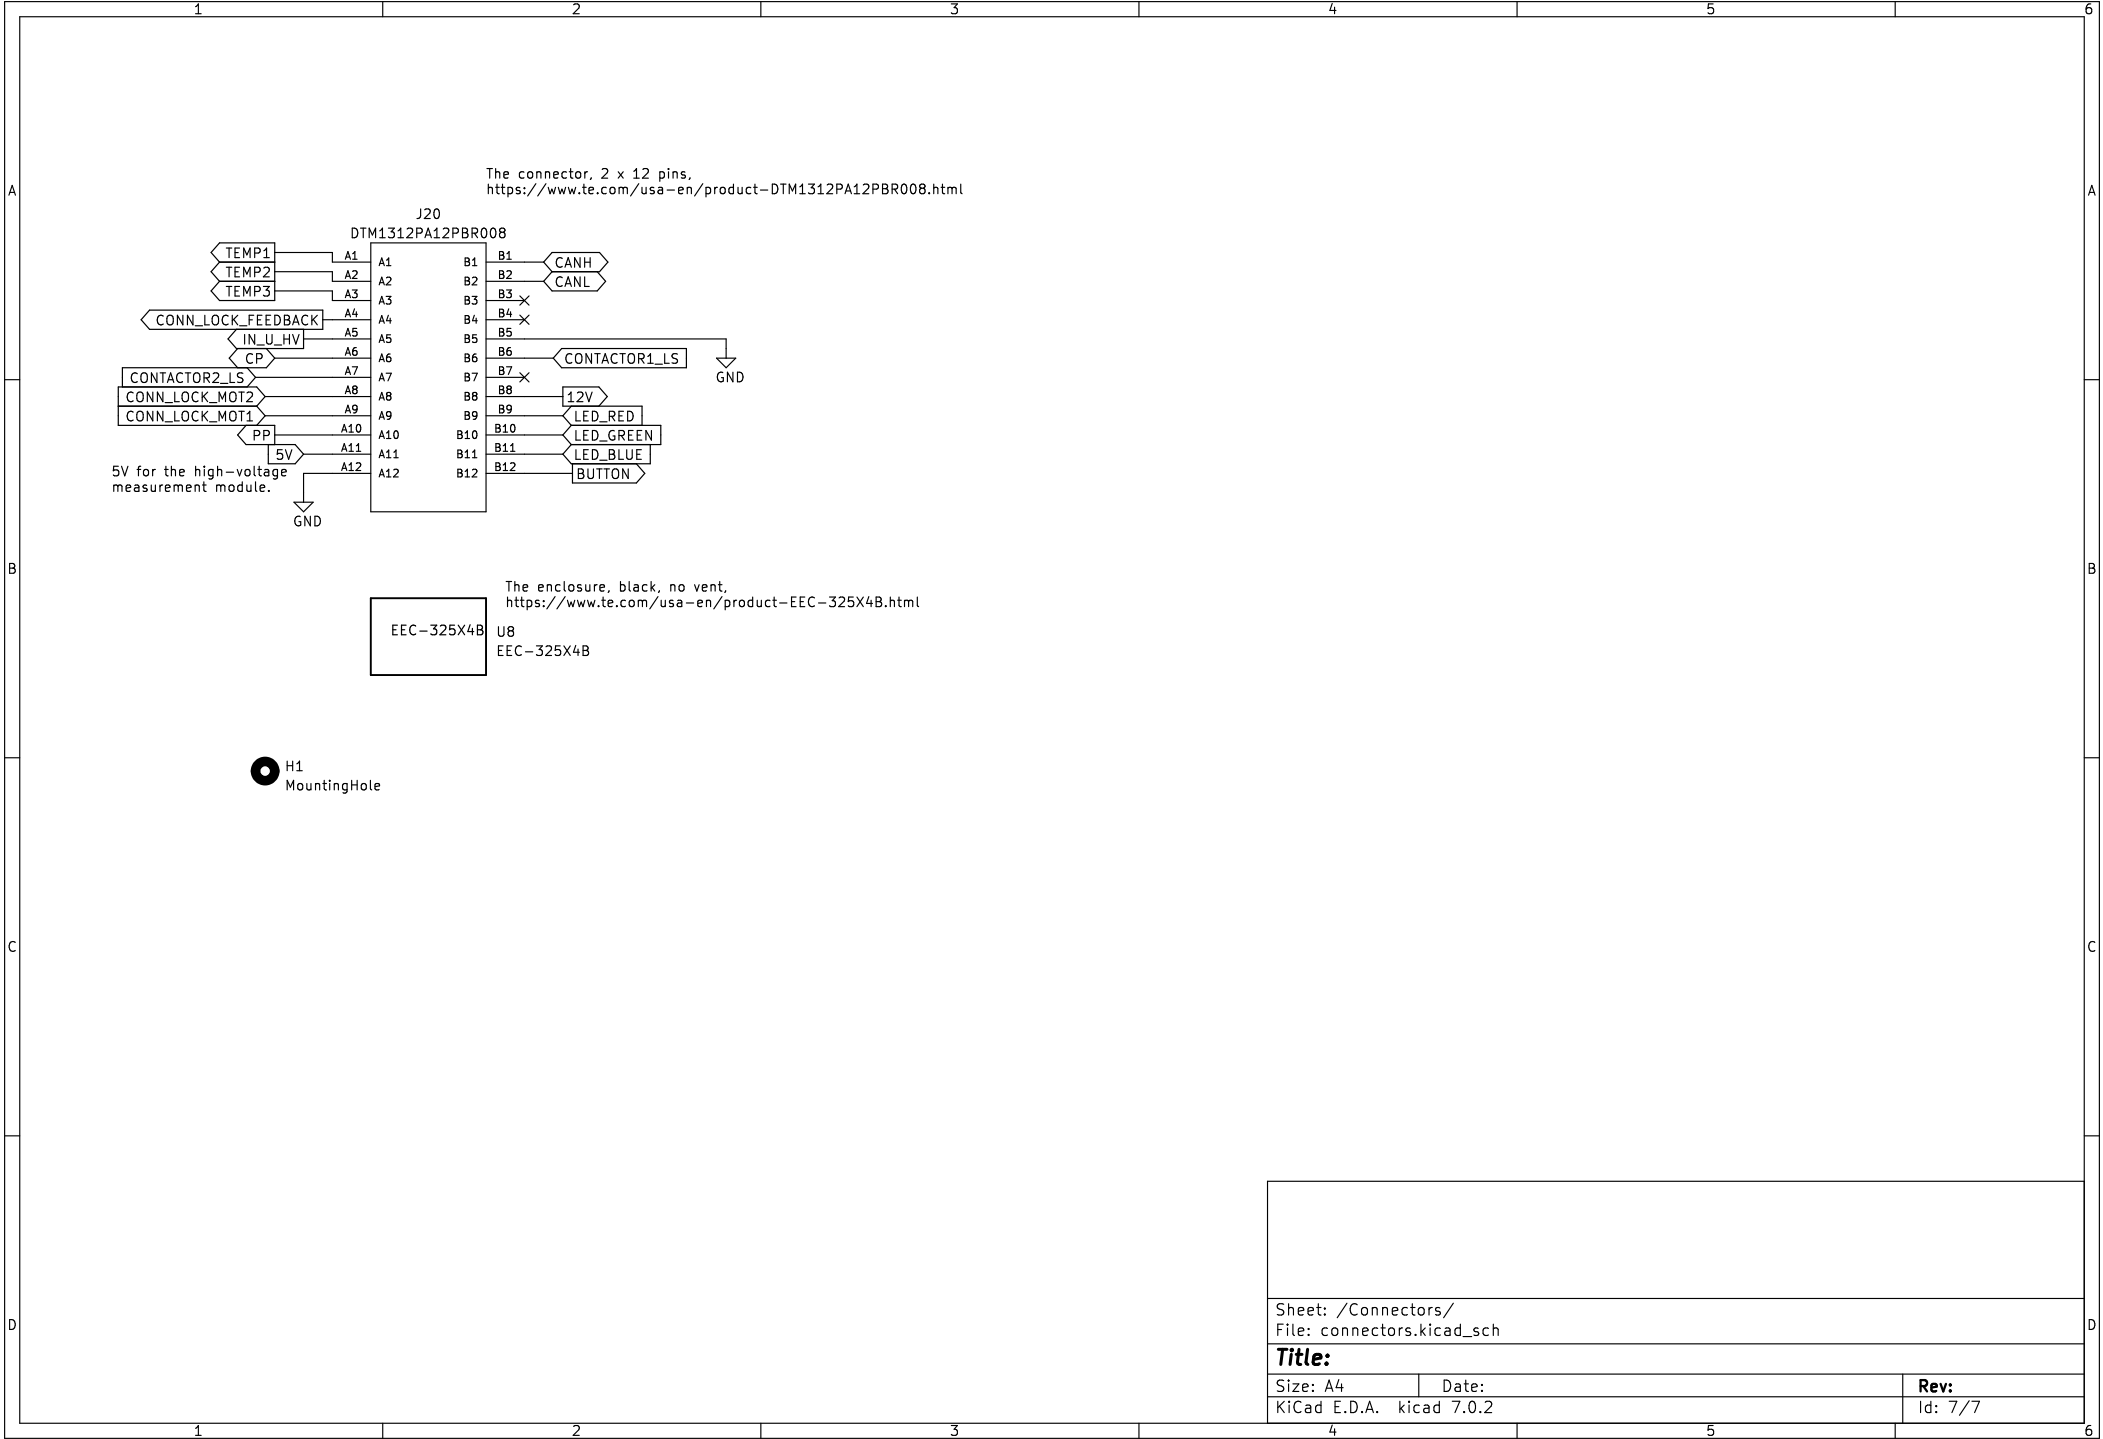 1 2 3 4 5 6
A A
The connector, 2 x 12 pins,
https://www.te.com/usa-en/product-DTM1312PA12PBR008.html
J20
DTM1312PA12PBR008
TEMP1 A1 A1 B1 B1 CANH
TEMP2 A2 A2 B2 B2 CANL
TEMP3 A3 A3 B3 B3
CONN_LOCK_FEEDBACK A4 A4 B4 B4
IN_U_HV A5 A5 B5 B5
CP A6 A6 B6 B6 CONTACTOR1_LS
CONTACTOR2_LS A7 A7 B7 B7 GND
CONN_LOCK_MOT2 A8 A8 B8 B8 12V
CONN_LOCK_MOT1 A9 A9 B9 B9 LED_RED
PP A10 A10 B10 B10 LED_GREEN
5V A11 A11 B11 B11 LED_BLUE
A12 A12 B12 B12 BUTTON
5V for the high-voltage
measurement module.
GND
B B
The enclosure, black, no vent,
https://www.te.com/usa-en/product-EEC-325X4B.html
EEC-325X4B U8
EEC-325X4B
H1
MountingHole
C C
Sheet: /Connectors/
File: connectors.kicad_sch
D D
Title:
Size: A4 Date: Rev:
KiCad E.D.A. kicad 7.0.2 Id: 7/7
1 2 3 4 5 6